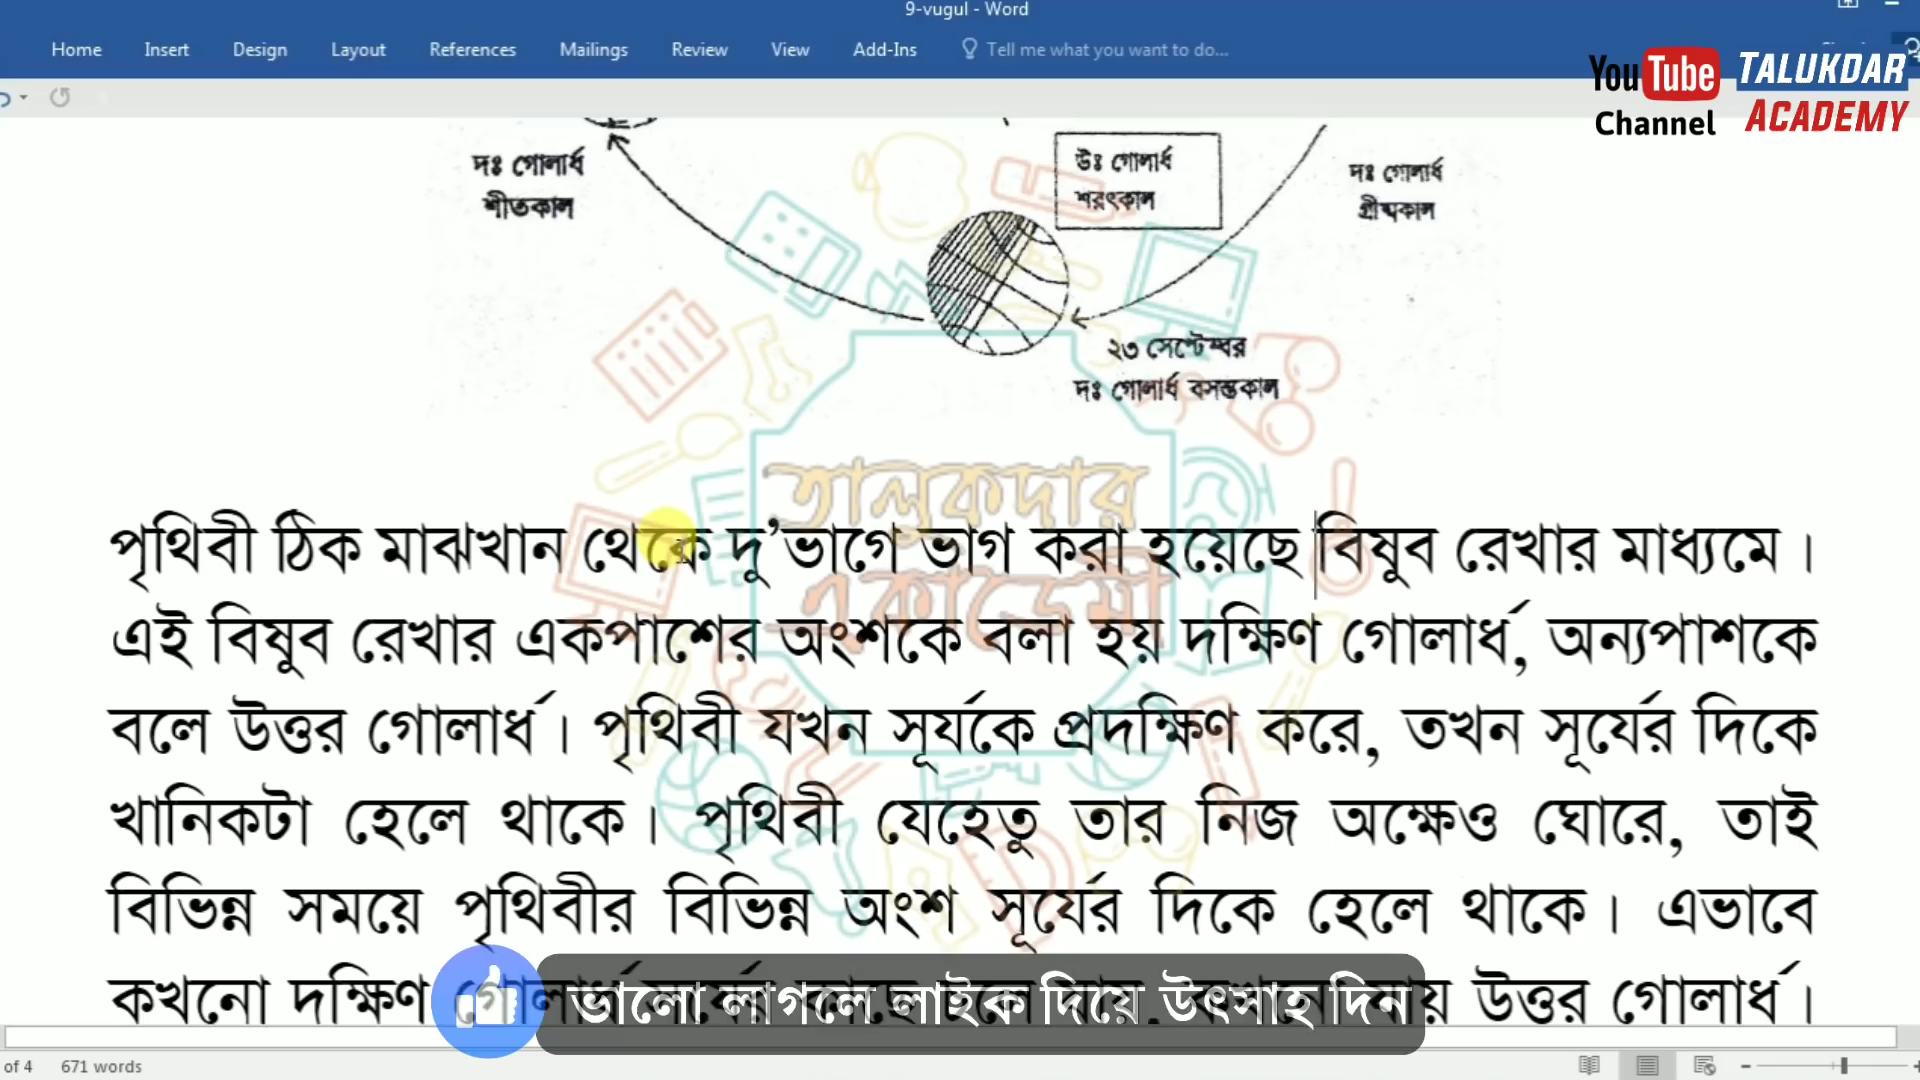 9-vugul - Word
Home Insert Design Layout References Mailings Review View Add-Ins Tell me what you want to do...
YouTube Channel
TALUKDAR ACADEMY
দঃ গোলার্ধ
শীতকাল
উঃ গোলার্ধ
শরৎকাল
দঃ গোলার্ধ
গ্রীষ্মকাল
২৩ সেপ্টেম্বর
দঃ গোলার্ধ বসন্তকাল
তালুকদার
একাডেমী
পৃথিবী ঠিক মাঝখান থেকে দু’ভাগে ভাগ করা হয়েছে বিষুব রেখার মাধ্যমে।
এই বিষুব রেখার একপাশের অংশকে বলা হয় দক্ষিণ গোলার্ধ, অন্যপাশকে
বলে উত্তর গোলার্ধ। পৃথিবী যখন সূর্যকে প্রদক্ষিণ করে, তখন সূর্যের দিকে
খানিকটা হেলে থাকে। পৃথিবী যেহেতু তার নিজ অক্ষেও ঘোরে, তাই
বিভিন্ন সময়ে পৃথিবীর বিভিন্ন অংশ সূর্যের দিকে হেলে থাকে। এভাবে
কখনো দক্ষিণ গোলার্ধ উত্তর গোলার্ধ।
ভালো লাগলে লাইক দিয়ে উৎসাহ দিন
of 4 671 words